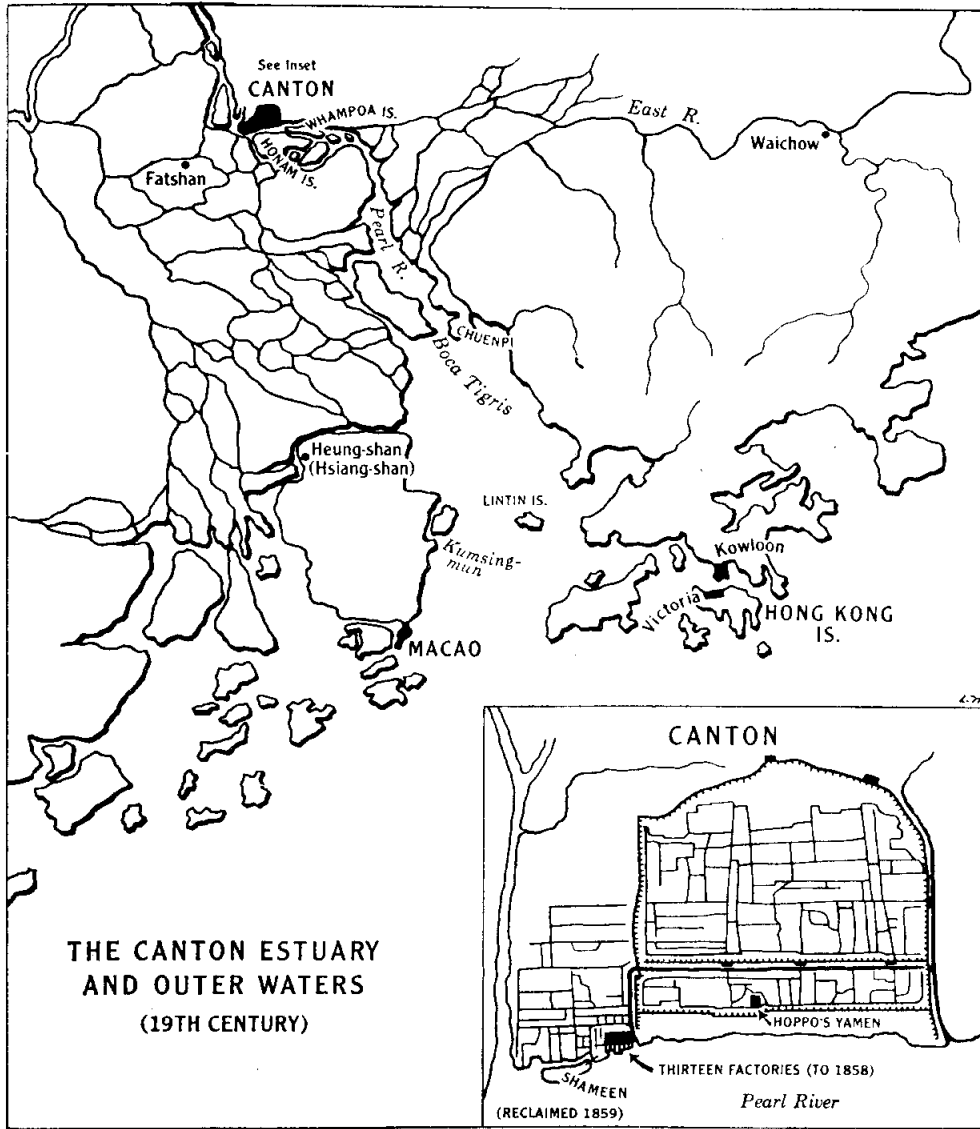 See Inset
CANTON
WHAMPOA IS.
HONAM IS.
Fatshan
East R.
Waichow
Pearl R.
CHUENPI
Boca Tigris
Heung-shan
(Hsiang-shan)
LINTIN IS.
Kumsing-
mun
Kowloon
Victoria
HONG KONG
IS.
MACAO
THE CANTON ESTUARY
AND OUTER WATERS
(19TH CENTURY)
CANTON
HOPPO'S YAMEN
THIRTEEN FACTORIES (TO 1858)
SHAMEEN
(RECLAIMED 1859)
Pearl River